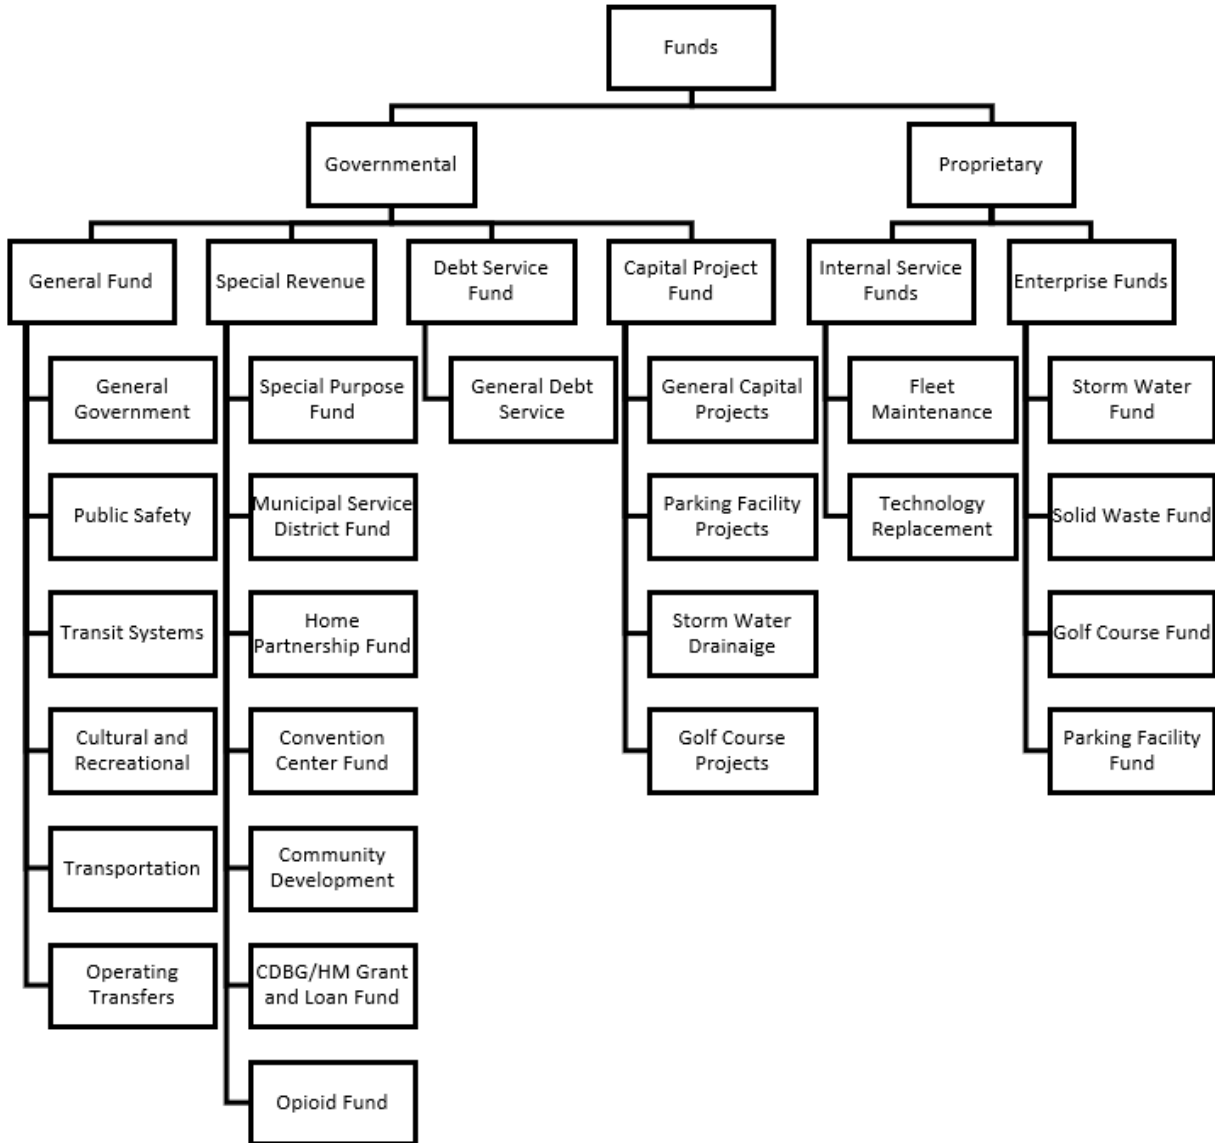 Funds
Governmental
Proprietary
General Fund
Special Revenue
Debt Service
Fund
Capital Project
Fund
Internal Service
Funds
Enterprise Funds
General
Government
Special Purpose
Fund
General Debt
Service
General Capital
Projects
Fleet
Maintenance
Storm Water
Fund
Public Safety
Municipal Service
District Fund
Parking Facility
Projects
Technology
Replacement
Solid Waste Fund
Transit Systems
Home
Partnership Fund
Storm Water
Drainaige
Golf Course Fund
Cultural and
Recreational
Convention
Center Fund
Golf Course
Projects
Parking Facility
Fund
Transportation
Community
Development
Operating
Transfers
CDBG/HM Grant
and Loan Fund
Opioid Fund